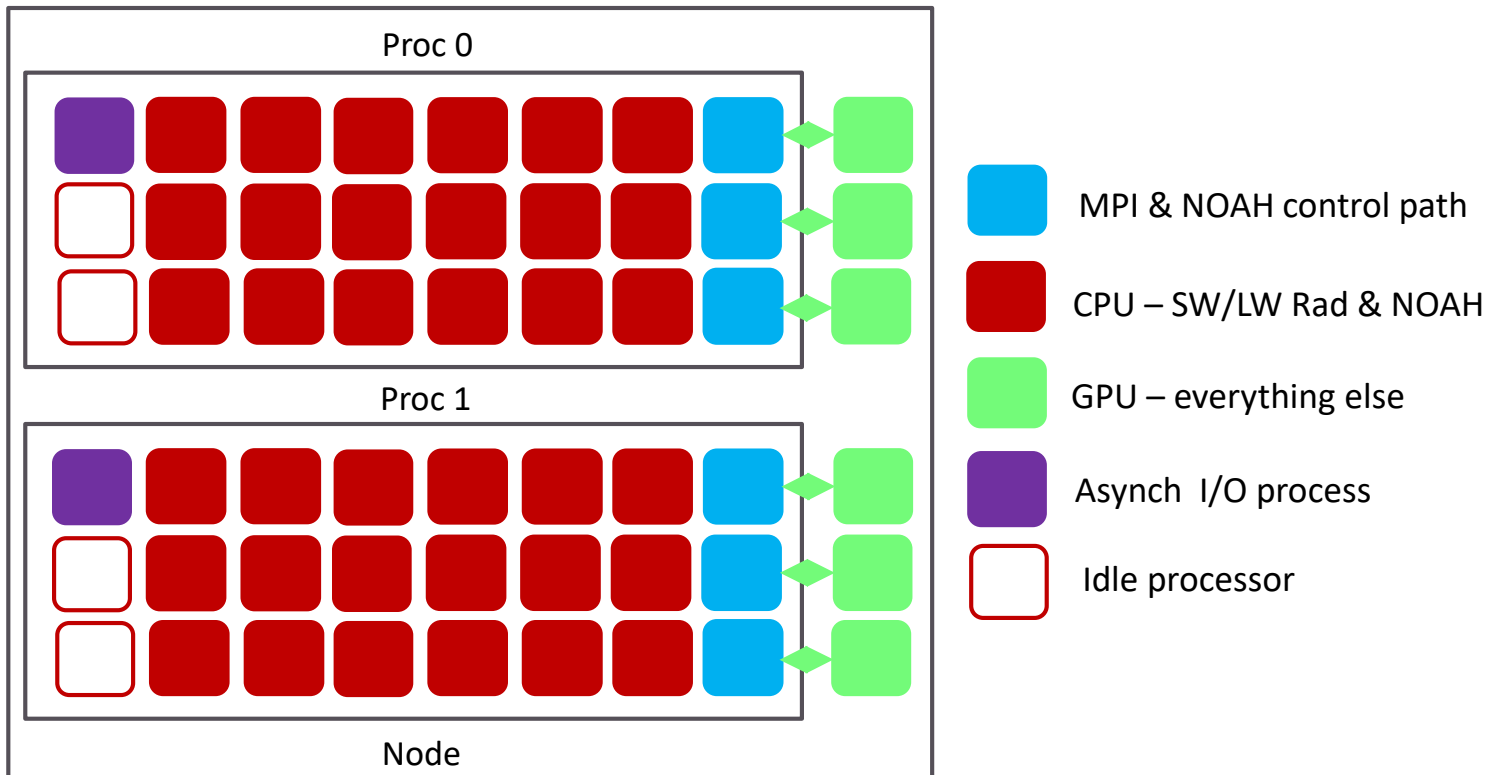 Proc 0
Proc 1
Node
MPI & NOAH control path
CPU – SW/LW Rad & NOAH
GPU – everything else
Asynch I/O process
Idle processor